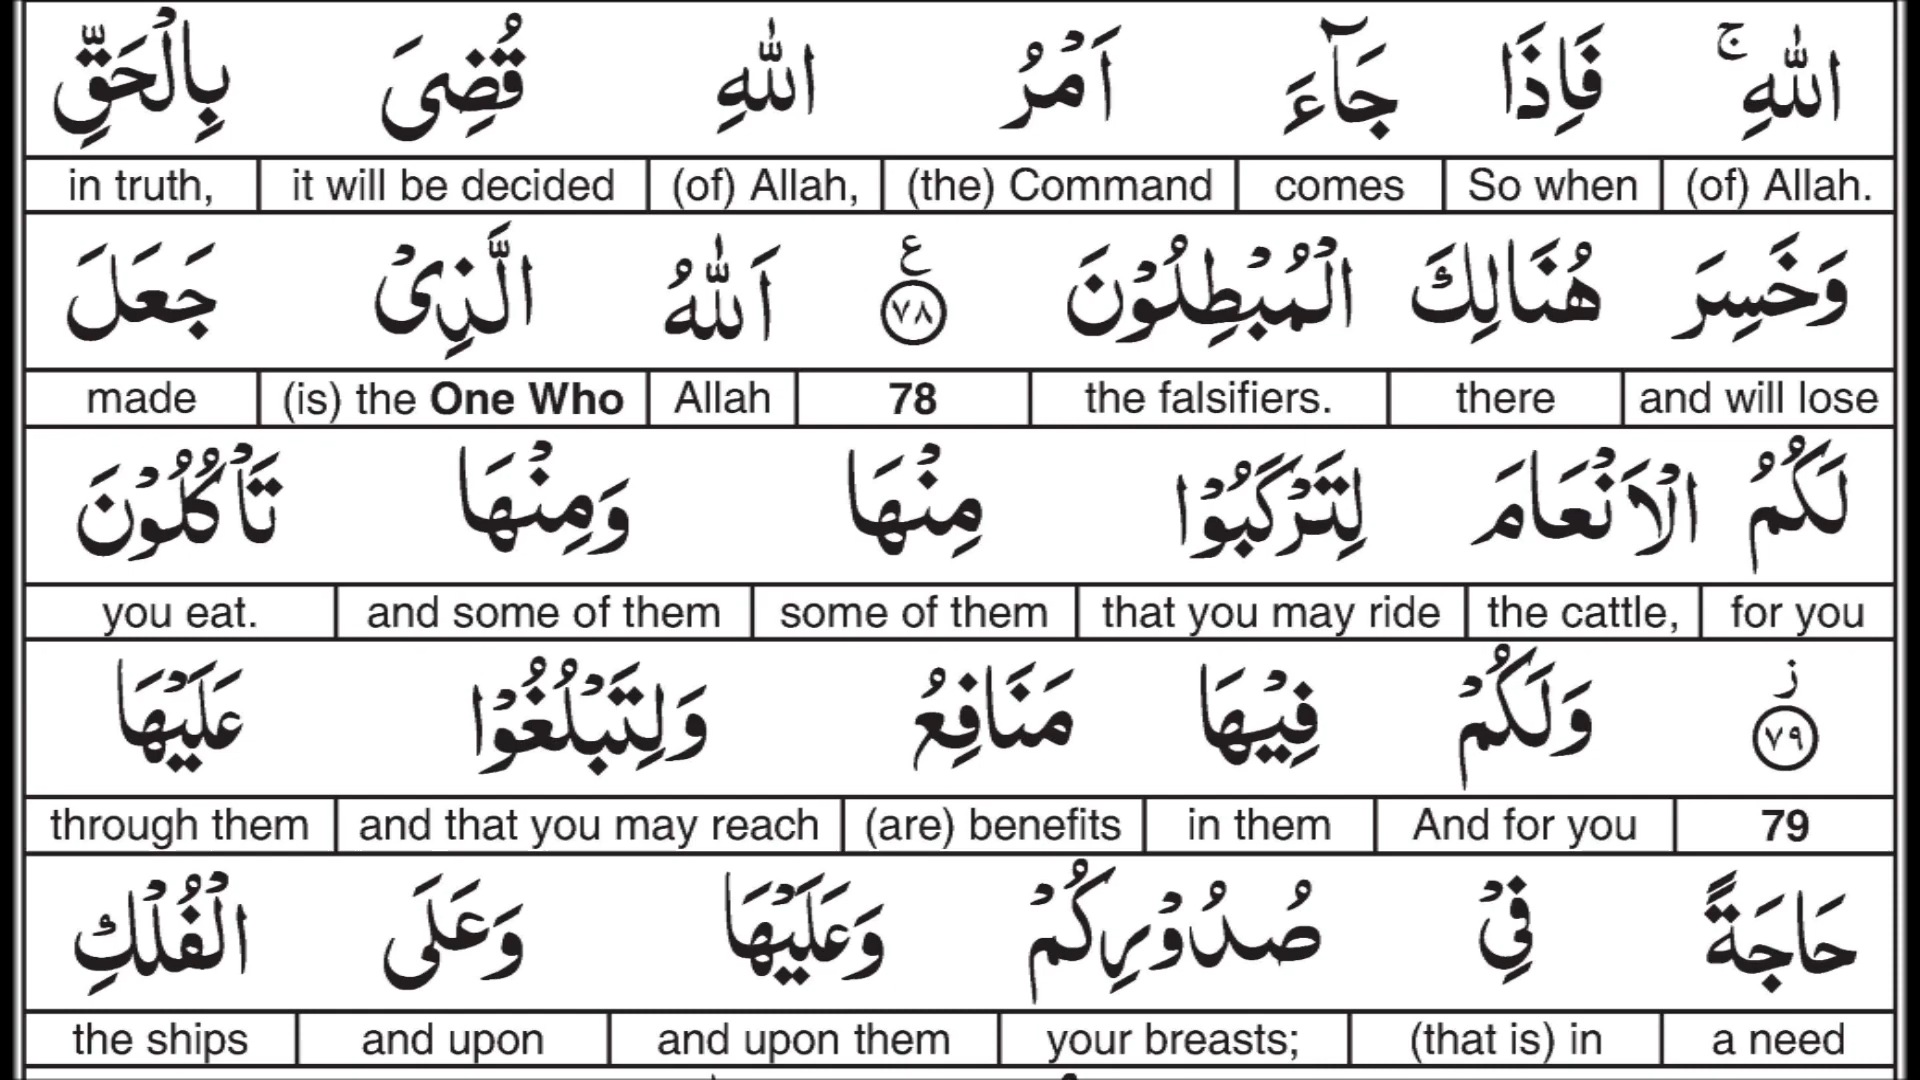 اللّٰهِ ۚ فَاِذَا جَآءَ اَمْرُ اللّٰهِ قُضِیَ بِالْحَقِّ
(of) Allah. So when comes (the) Command (of) Allah, it will be decided in truth,
وَخَسِرَ هُنَالِكَ الْمُبْطِلُوْنَ ع ٧٨ اَللّٰهُ الَّذِیْ جَعَلَ
and will lose there the falsifiers. 78 Allah (is) the One Who made
لَكُمُ الْاَنْعَامَ لِتَرْكَبُوْا مِنْهَا وَمِنْهَا تَاْكُلُوْنَ
for you the cattle, that you may ride some of them and some of them you eat.
ز ٧٩ وَلَكُمْ فِیْهَا مَنَافِعُ وَلِتَبْلُغُوْا عَلَیْهَا
79 And for you in them (are) benefits and that you may reach through them
حَاجَةً فِیْ صُدُوْرِكُمْ وَعَلَیْهَا وَعَلَی الْفُلْكِ
a need (that is) in your breasts; and upon them and upon the ships